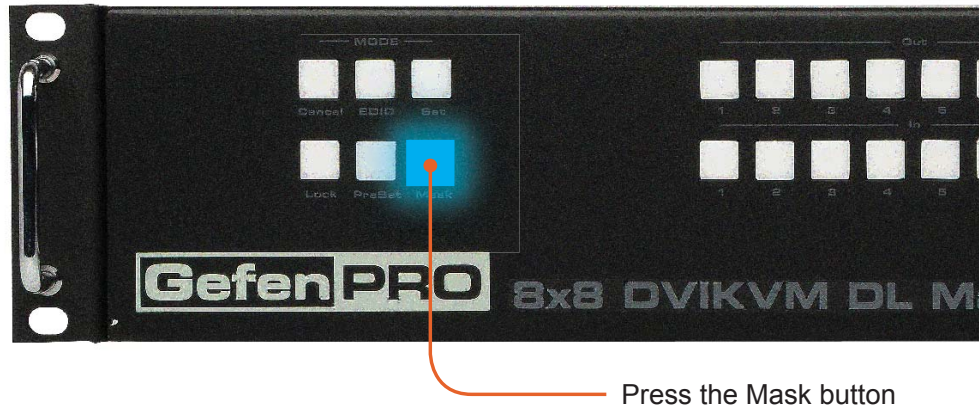 MODE
Out
Cancel EDID Set
1 2 3 4 5
In
Lock PreSet Mask
1 2 3 4 5
GefenPRO
8x8 DVIKVM DL M
Press the Mask button